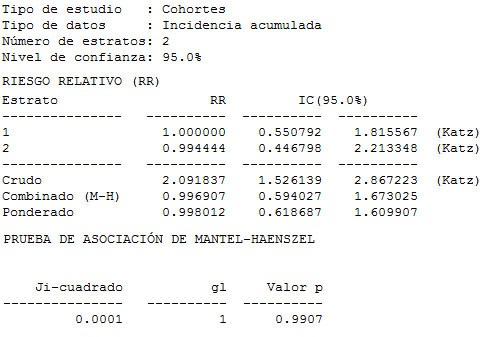 Tipo de estudio   : Cohortes
Tipo de datos     : Incidencia acumulada
Número de estratos: 2
Nivel de confianza: 95.0%
RIESGO RELATIVO (RR)
Estrato                   RR         IC(95.0%)
---------------   ----------  ----------  ----------
1                   1.000000    0.550792    1.815567  (Katz)
2                   0.994444    0.446798    2.213348  (Katz)
---------------   ----------  ----------  ----------
Crudo               2.091837    1.526139    2.867223  (Katz)
Combinado (M-H)     0.996907    0.594027    1.673025
Ponderado           0.998012    0.618687    1.609907
PRUEBA DE ASOCIACIÓN DE MANTEL-HAENSZEL
Ji-cuadrado           gl     Valor p
---------------   ----------  ----------
0.0001            1      0.9907